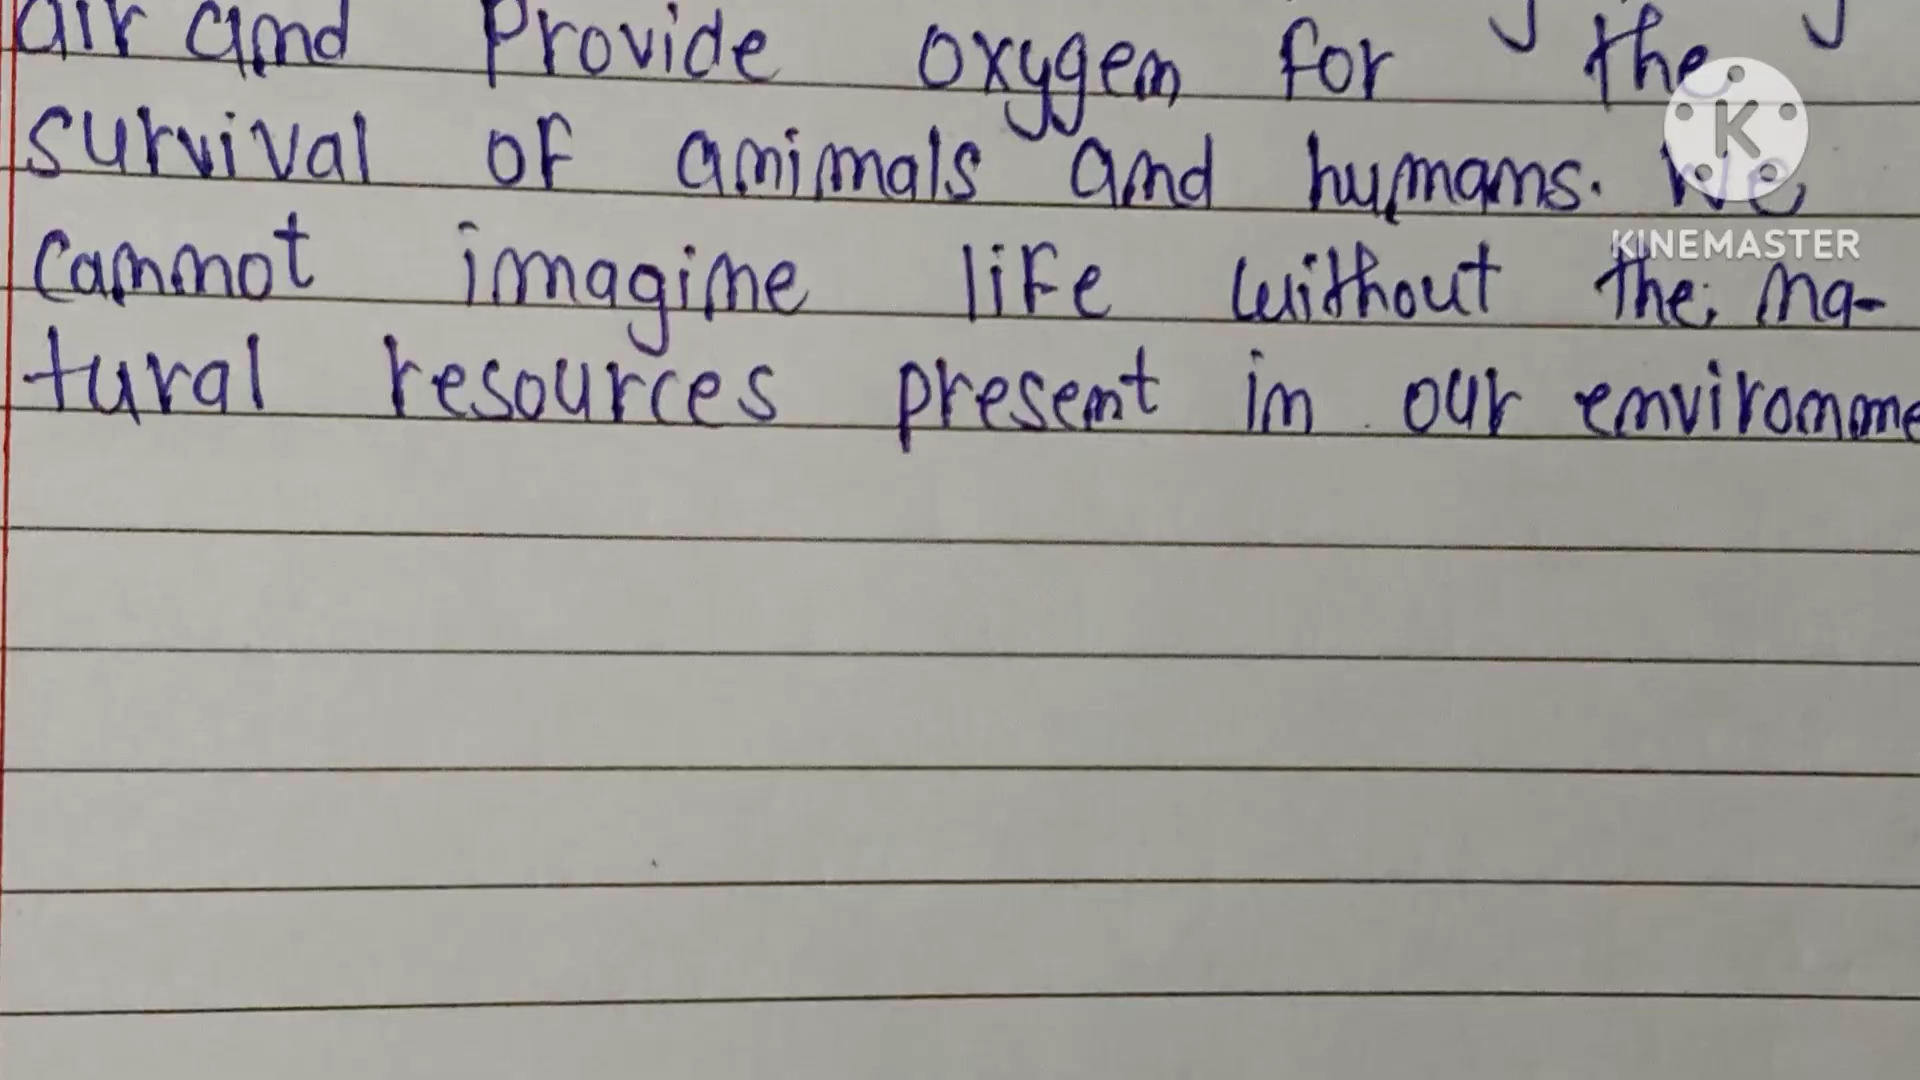 air and Provide oxygen for the
survival of animals and humans. We
cannot imagine life without the na-
tural resources present in our environme
K
KINEMASTER